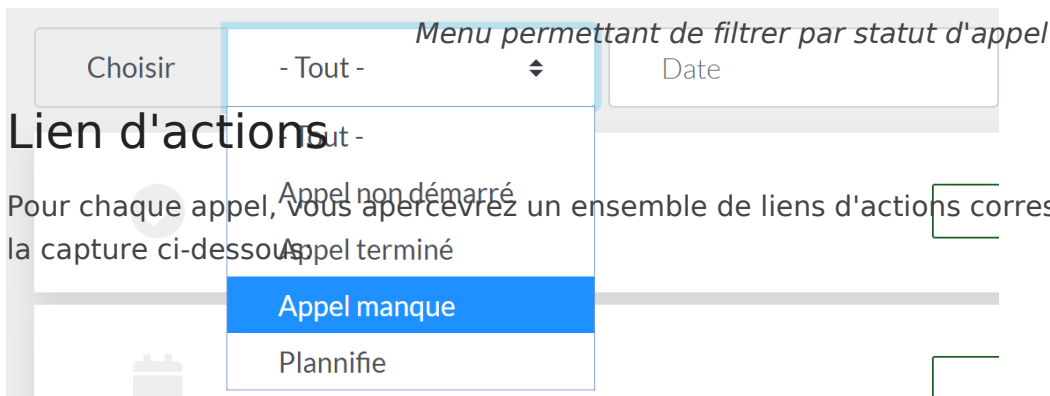 Menu permettant de filtrer par statut d'appel
Choisir
- Tout -
Date
Lien d'actions
- Tout -
Appel non démarré
Pour chaque appel, vous apercevrez un ensemble de liens d'actions corres
la capture ci-dessous:
Appel terminé
Appel manque
Plannifie